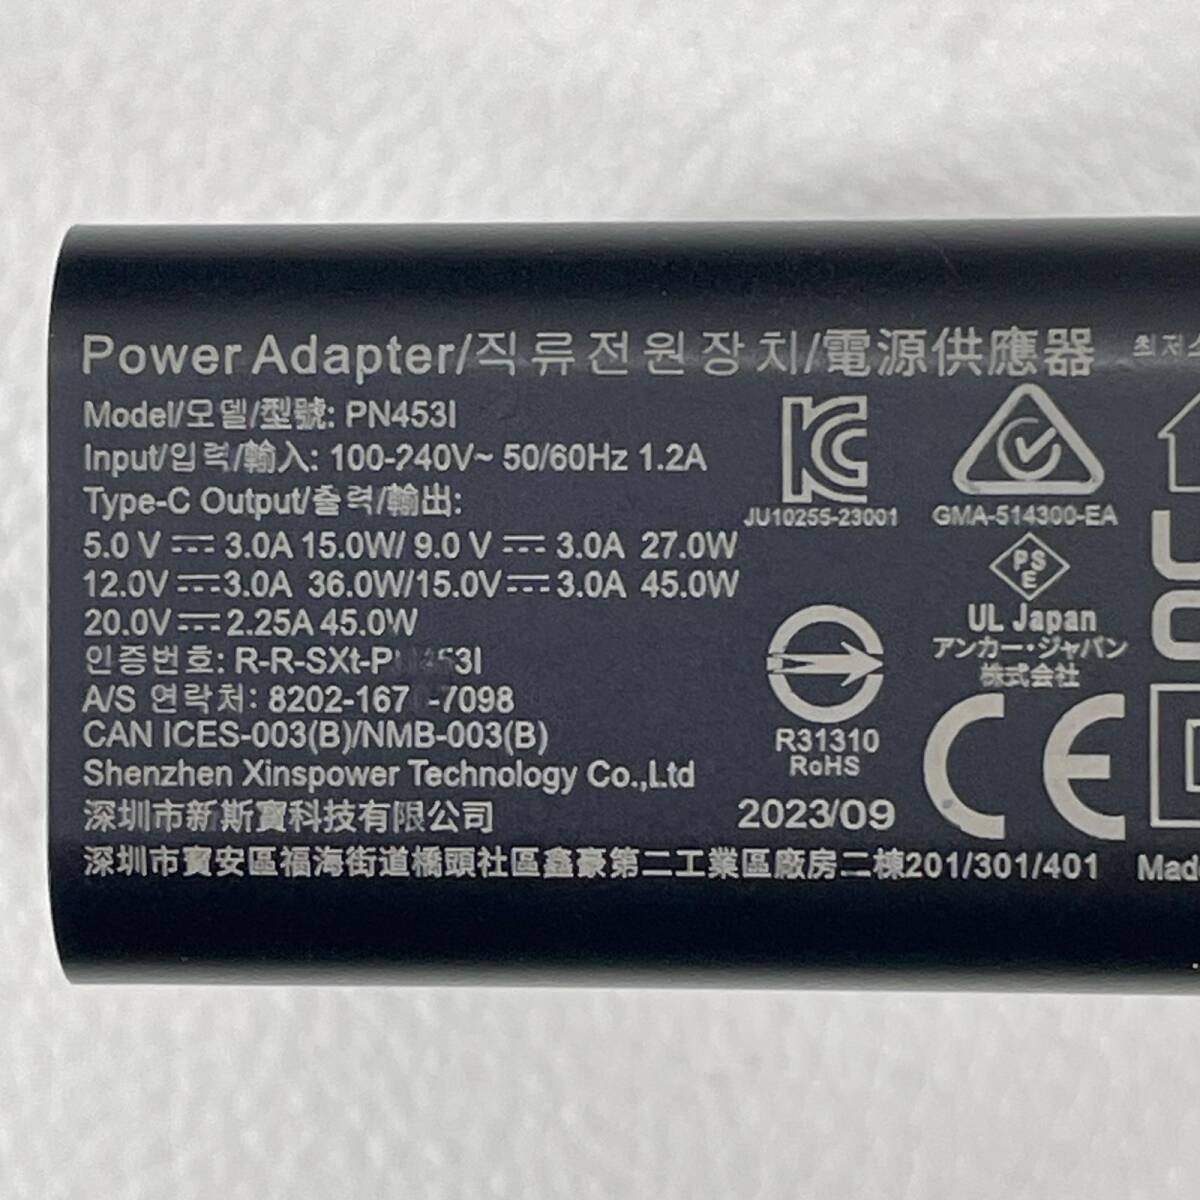 Power Adapter/직류전원장치/電源供應器
최저
Model/모델/型號: PN453I
Input/입력/輸入: 100-240V~ 50/60Hz 1.2A
Type-C Output/출력/輸出:
5.0 V ⎓ 3.0A 15.0W/ 9.0 V ⎓ 3.0A 27.0W
12.0V ⎓ 3.0A 36.0W/15.0V ⎓ 3.0A 45.0W
20.0V ⎓ 2.25A 45.0W
인증번호:
A/S 연락처:
CAN ICES-003(B)/NMB-003(B)
Shenzhen Xinspower Technology Co.,Ltd
深圳市新斯寶科技有限公司
深圳市寶安區福海街道橋頭社區鑫豪第二工業區廠房二棟201/301/401
JU10255-23001
GMA-514300-EA
PS
E
UL Japan
アンカー・ジャパン
株式会社
R31310
RoHS
2023/09
CE